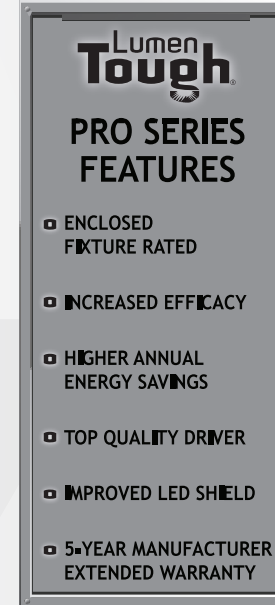 Lumen
Tough®
PRO SERIES
FEATURES
ENCLOSED
FIXTURE RATED
INCREASED EFFICACY
HIGHER ANNUAL
ENERGY SAVINGS
TOP QUALITY DRIVER
IMPROVED LED SHIELD
5-YEAR MANUFACTURER
EXTENDED WARRANTY